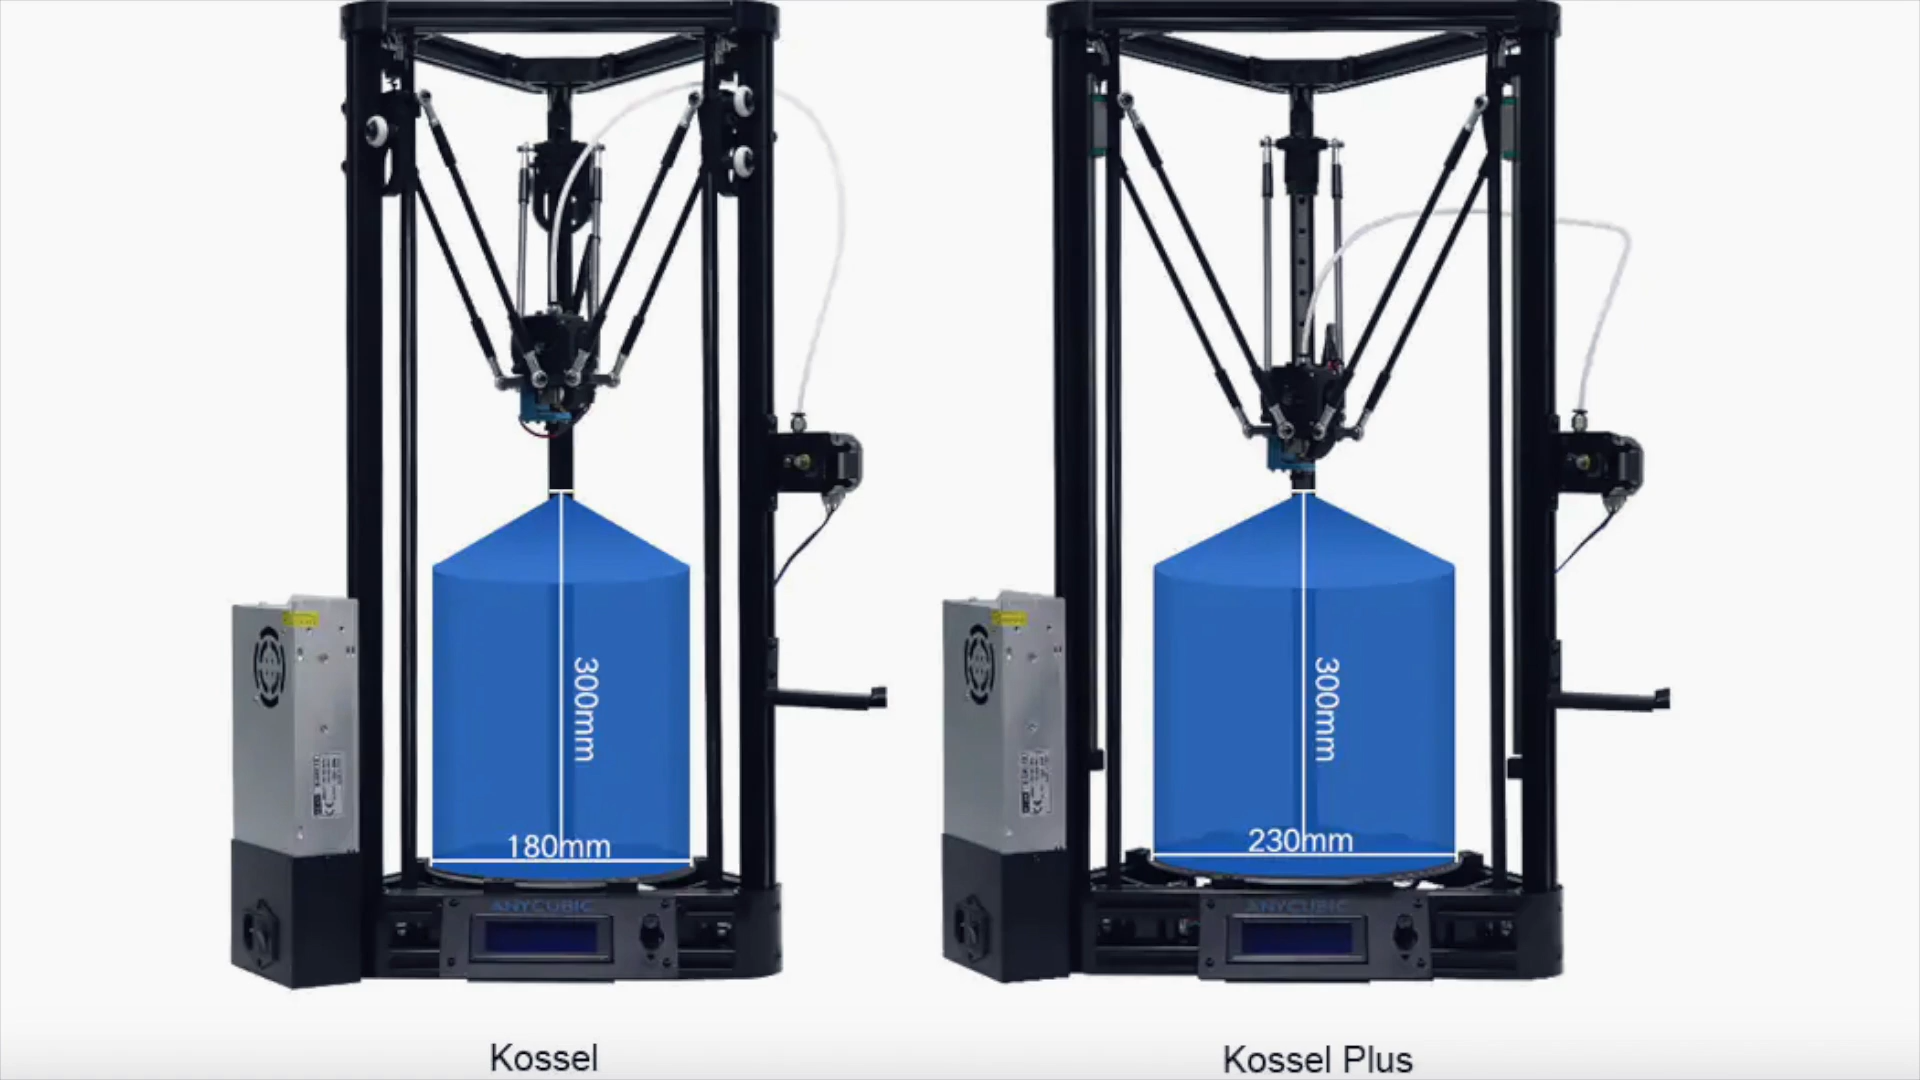 300mm
180mm
ANYCUBIC
Kossel
300mm
230mm
ANYCUBIC
Kossel Plus